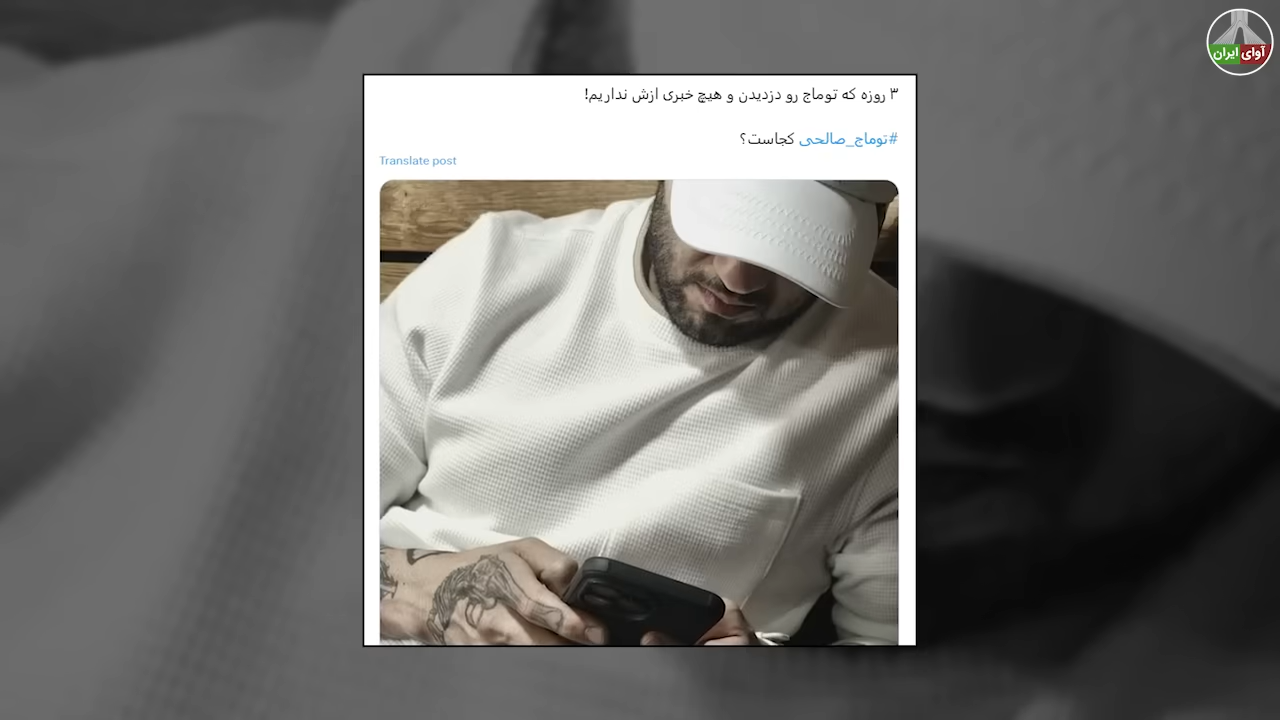 آوای ایران
۳ روزه که توماج رو دزدیدن و هیچ خبری ازش نداریم!
#توماج_صالحی کجاست؟
Translate post